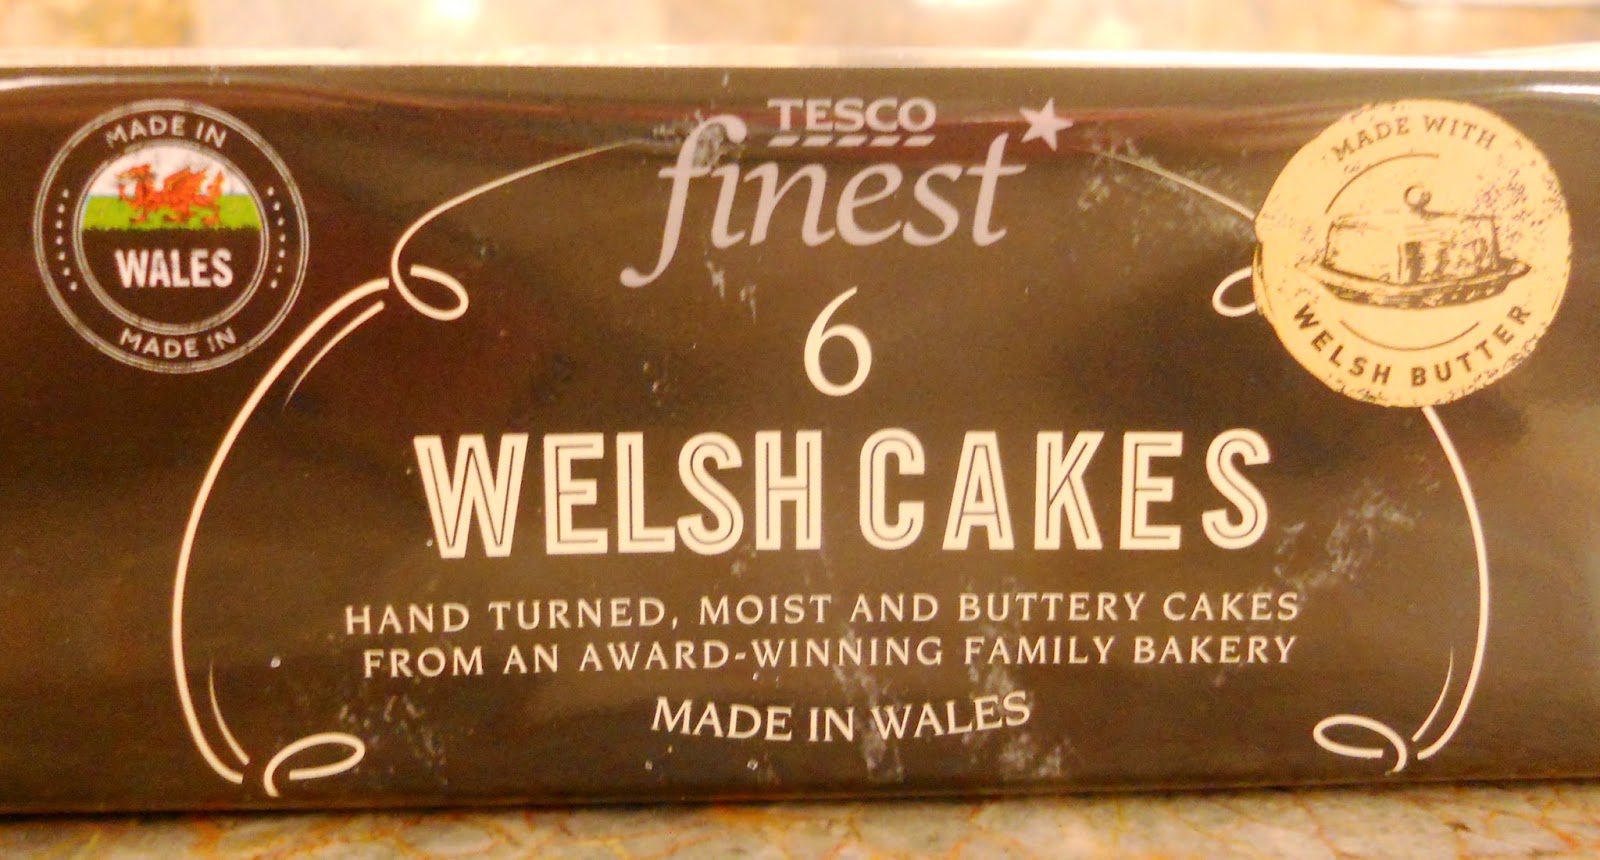 MADE IN
WALES
MADE IN
TESCO
finest
MADE WITH
WELSH BUTTER
6
WELSH CAKES
HAND TURNED, MOIST AND BUTTERY CAKES
FROM AN AWARD-WINNING FAMILY BAKERY
MADE IN WALES